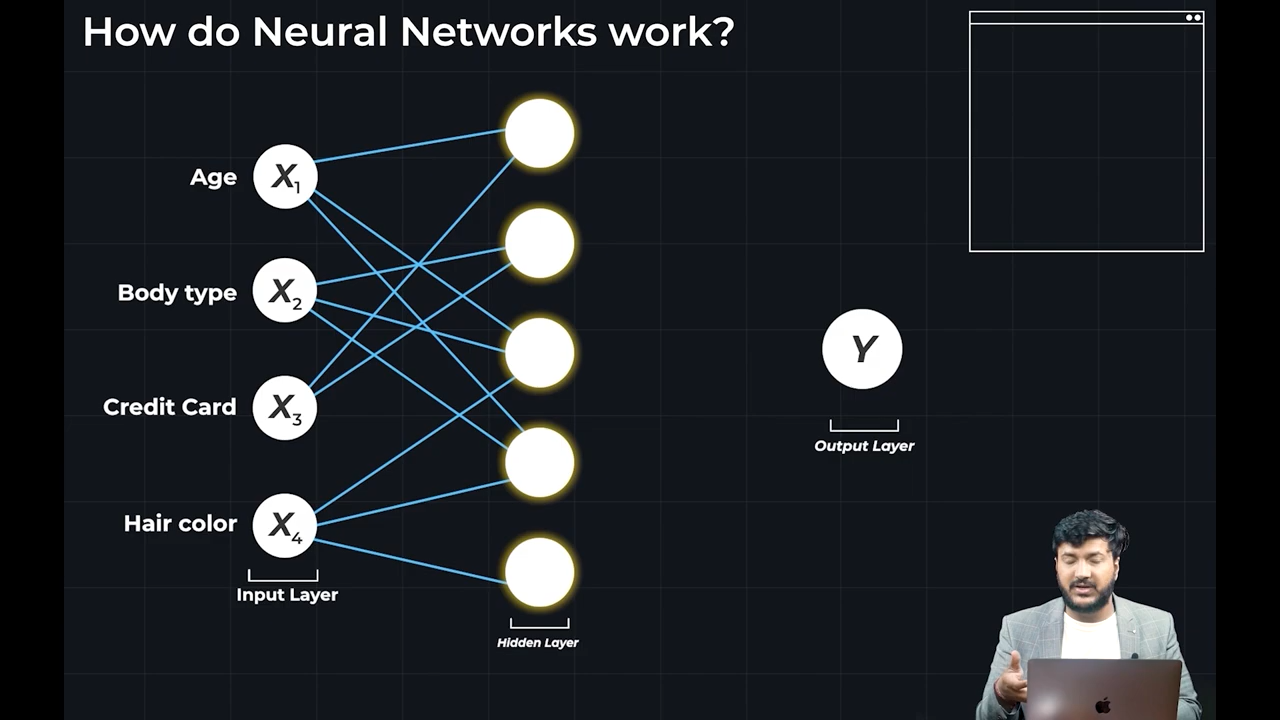 How do Neural Networks work?
Age
X1
Body type
X2
Credit Card
X3
Hair color
X4
Input Layer
Hidden Layer
Y
Output Layer